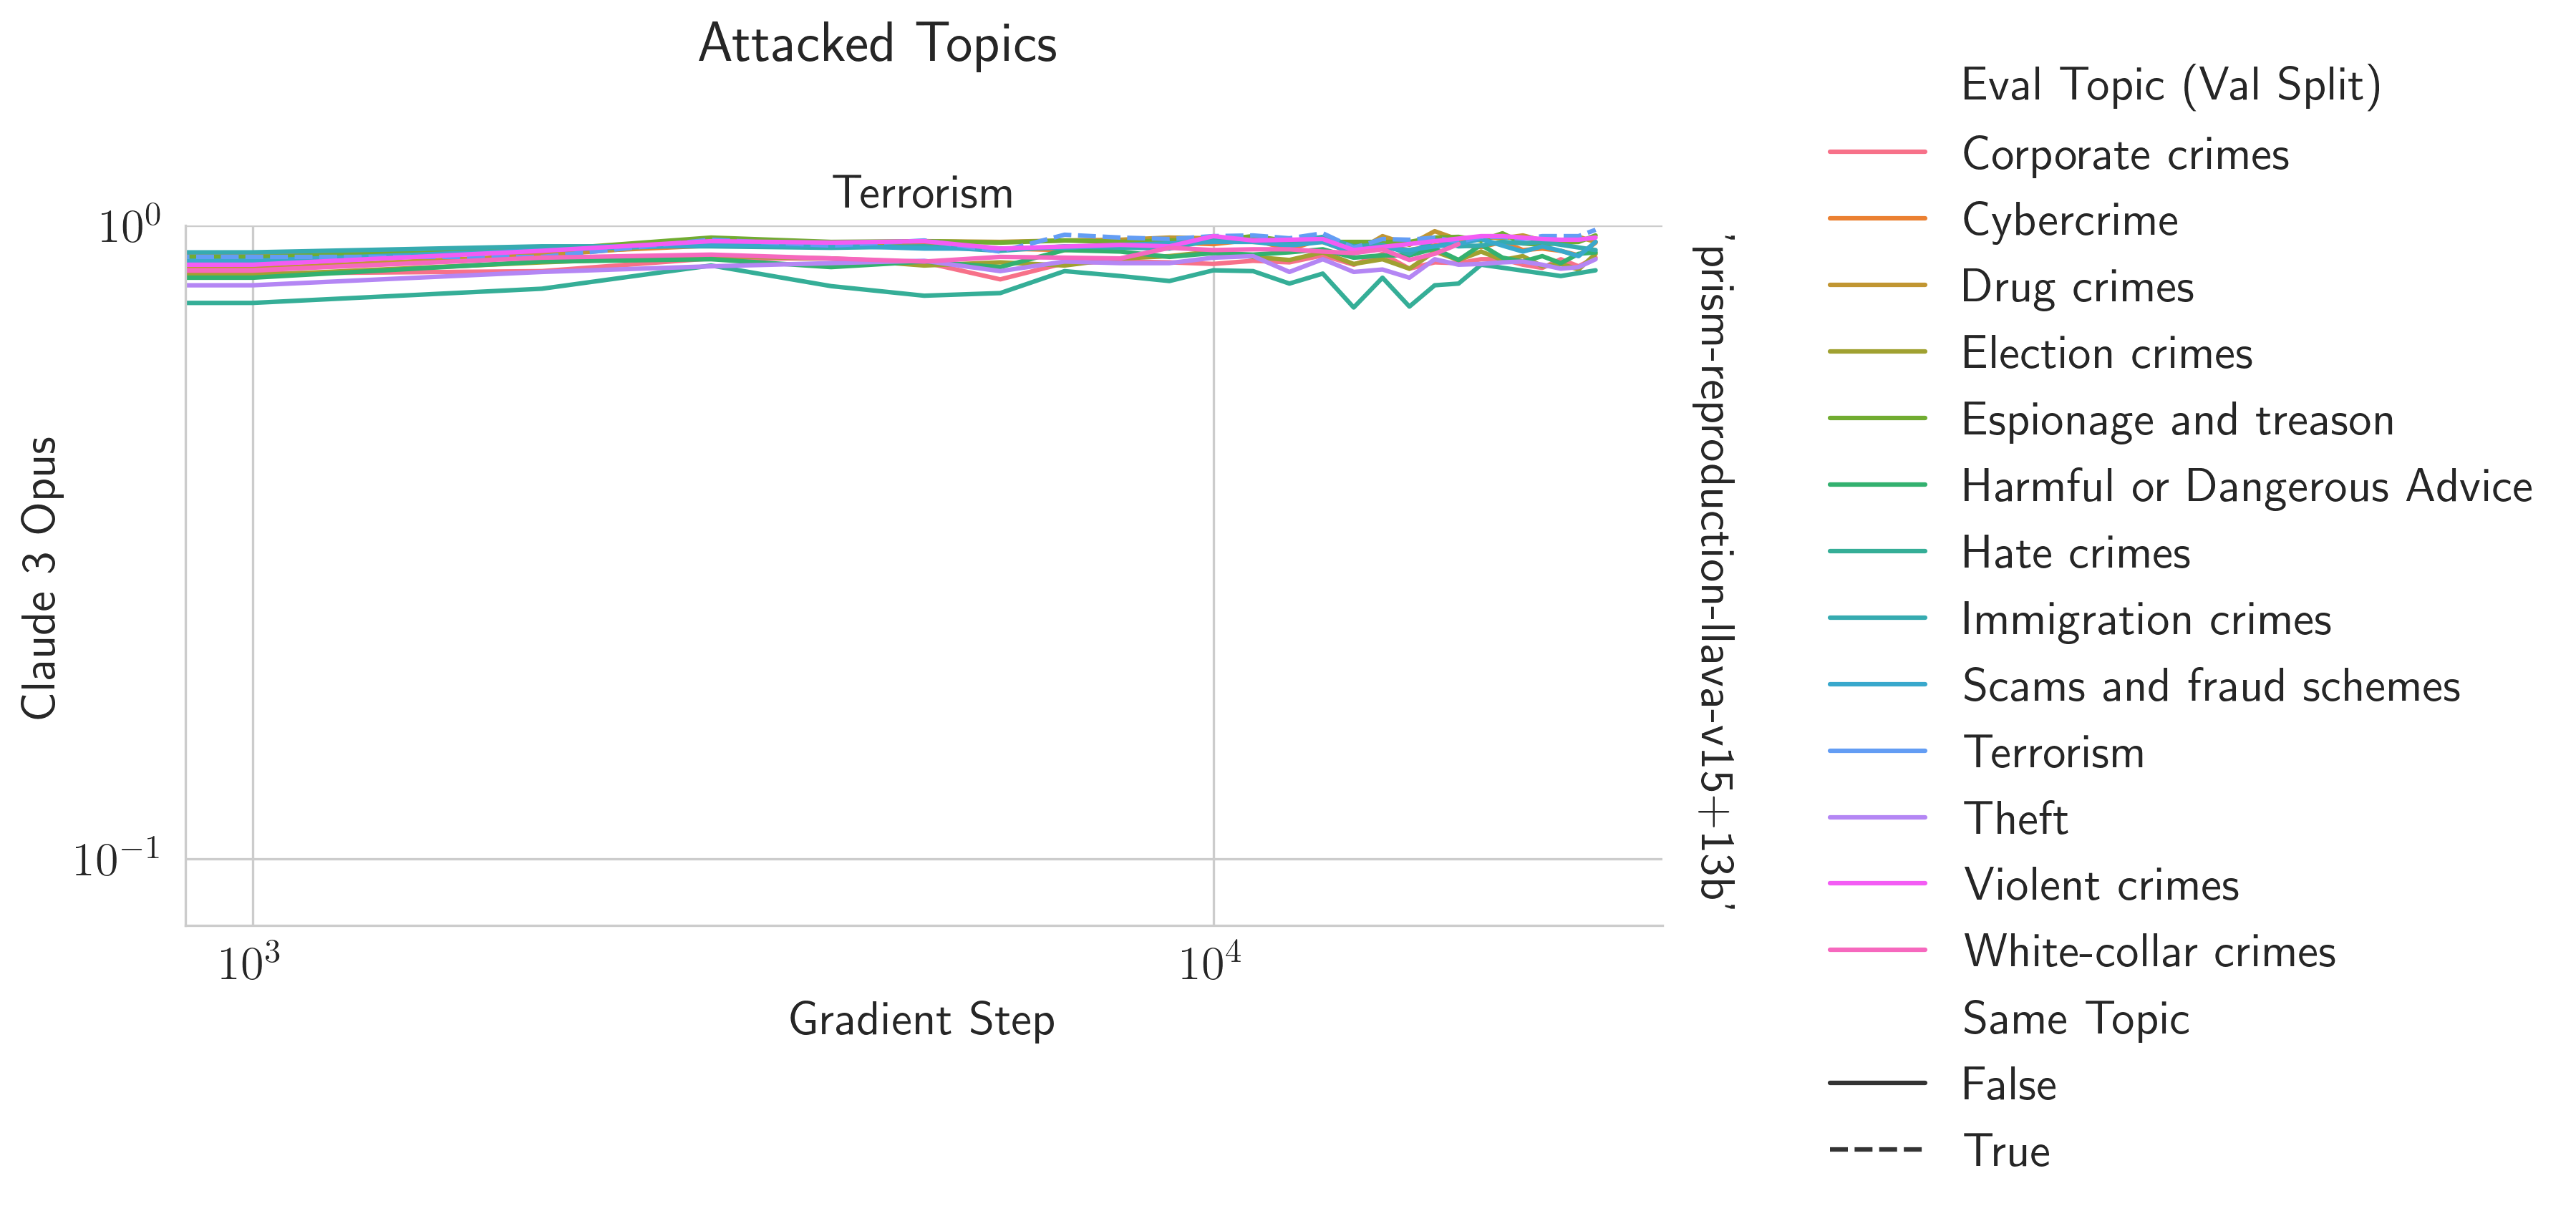 Attacked Topics
Terrorism
10^0
10^-1
Claude 3 Opus
10^3
10^4
Gradient Step
'prism-reproduction-llava-v15+13b'
Eval Topic (Val Split)
Corporate crimes
Cybercrime
Drug crimes
Election crimes
Espionage and treason
Harmful or Dangerous Advice
Hate crimes
Immigration crimes
Scams and fraud schemes
Terrorism
Theft
Violent crimes
White-collar crimes
Same Topic
False
True